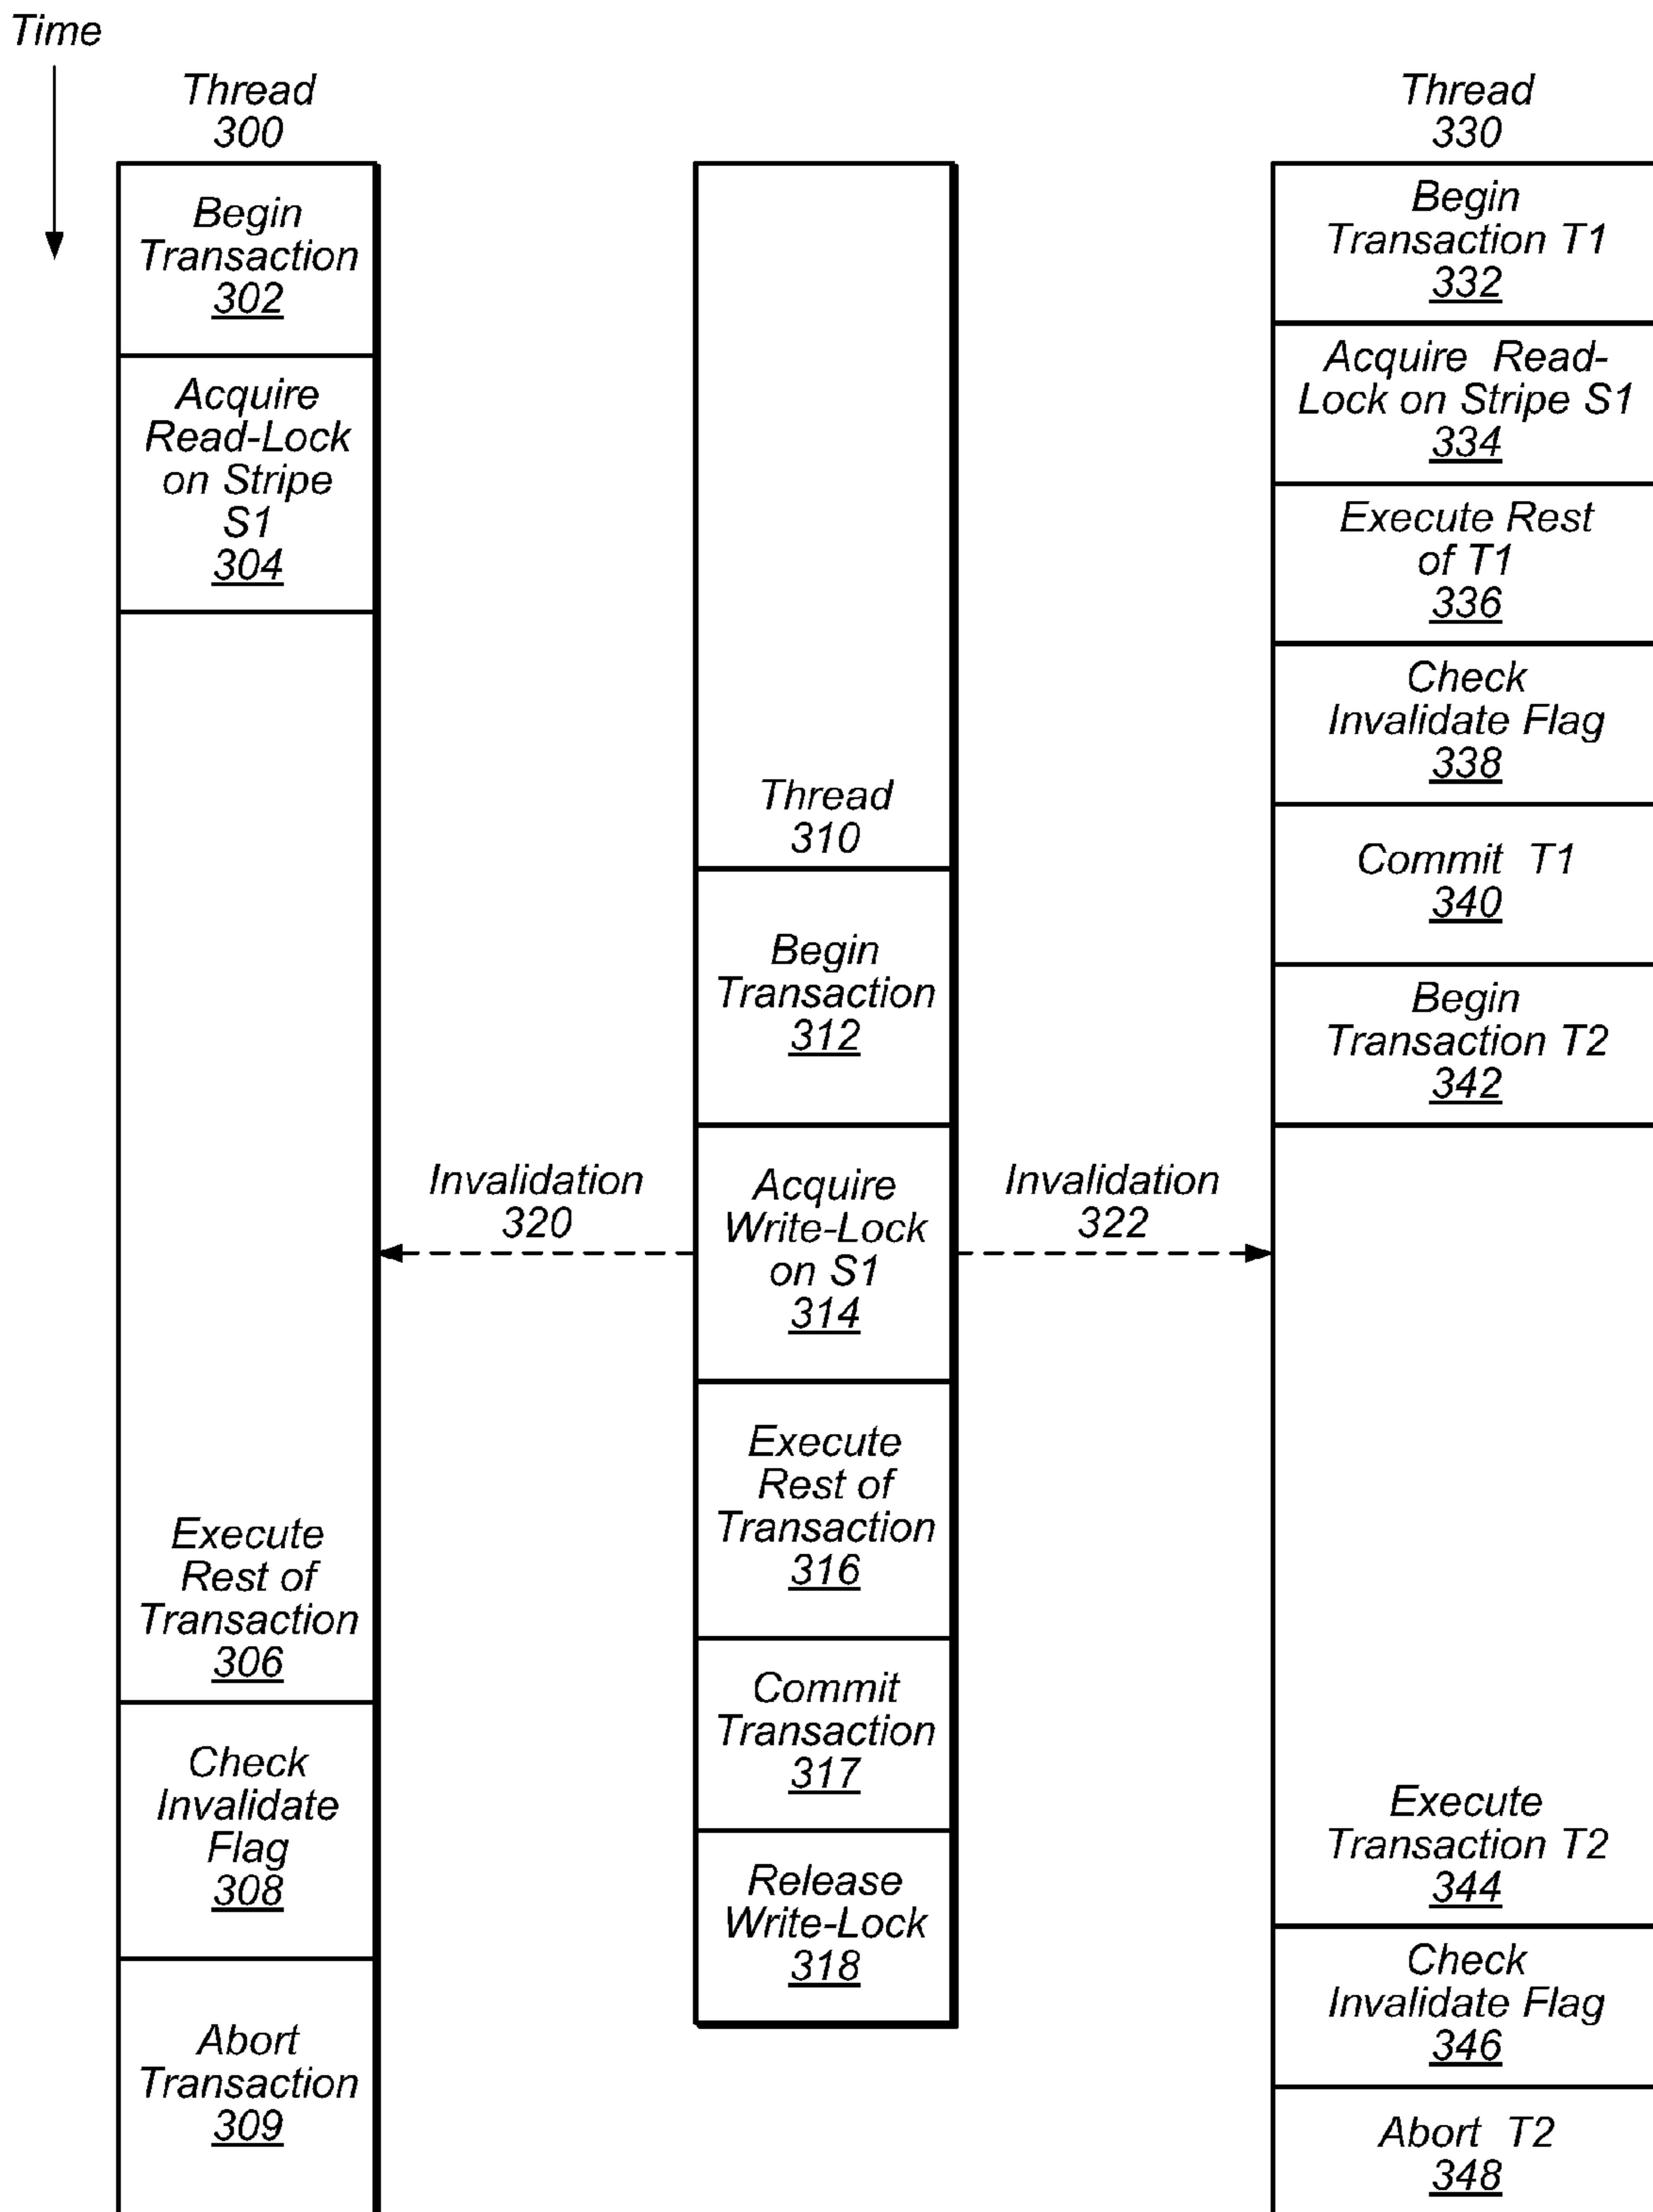 Time
Thread
300
Begin
Transaction
302
Acquire
Read-Lock
on Stripe
S1
304
Execute
Rest of
Transaction
306
Check
Invalidate
Flag
308
Abort
Transaction
309
Invalidation
320
Thread
310
Begin
Transaction
312
Acquire
Write-Lock
on S1
314
Execute
Rest of
Transaction
316
Commit
Transaction
317
Release
Write-Lock
318
Invalidation
322
Thread
330
Begin
Transaction T1
332
Acquire Read-
Lock on Stripe S1
334
Execute Rest
of T1
336
Check
Invalidate Flag
338
Commit T1
340
Begin
Transaction T2
342
Execute
Transaction T2
344
Check
Invalidate Flag
346
Abort T2
348